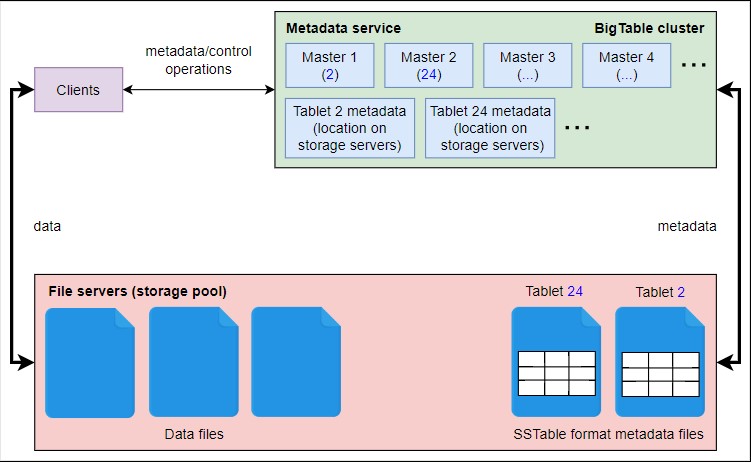 Metadata service
BigTable cluster
metadata/control
operations
Master 1
(2)
Master 2
(24)
Master 3
(...)
Master 4
(...)
...
Clients
Tablet 2 metadata
(location on
storage servers)
Tablet 24 metadata
(location on
storage servers)
...
data
metadata
File servers (storage pool)
Tablet 24
Tablet 2
Data files
SSTable format metadata files